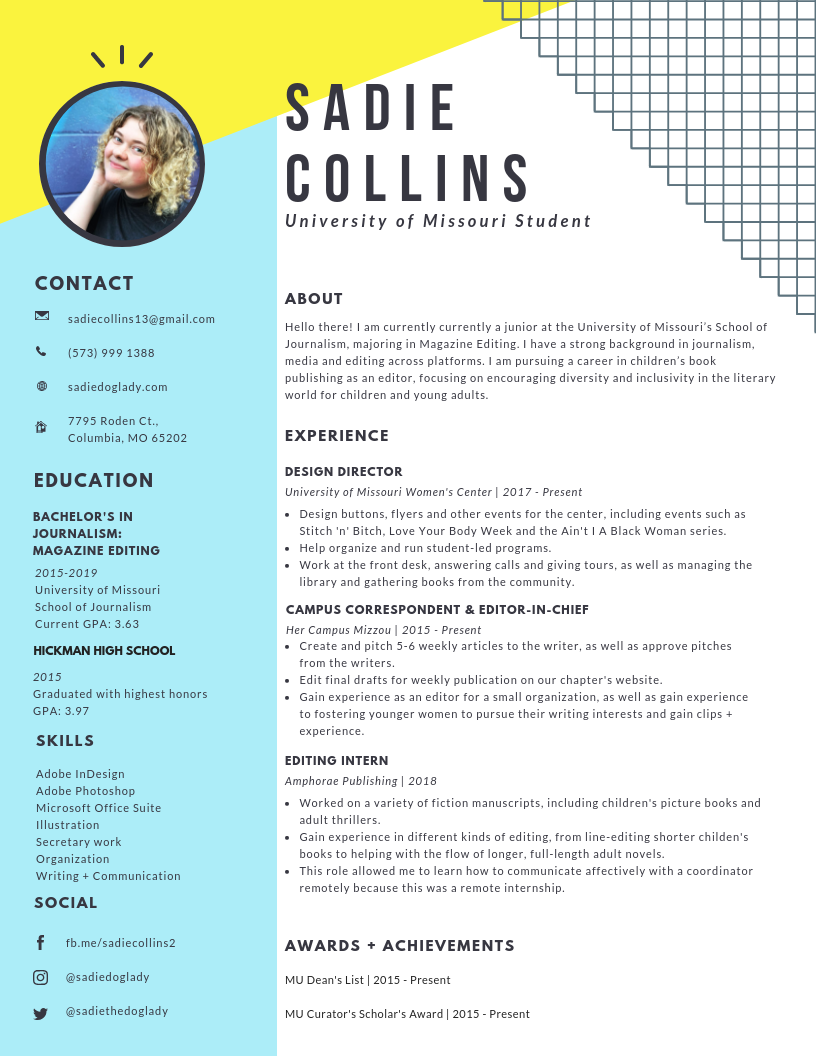 SADIE
COLLINS
University of Missouri Student
CONTACT
sadiecollins13@gmail.com
(573) 999 1388
sadiedoglady.com
7795 Roden Ct.,
Columbia, MO 65202
EDUCATION
BACHELOR'S IN
JOURNALISM:
MAGAZINE EDITING
2015-2019
University of Missouri
School of Journalism
Current GPA: 3.63
HICKMAN HIGH SCHOOL
2015
Graduated with highest honors
GPA: 3.97
SKILLS
Adobe InDesign
Adobe Photoshop
Microsoft Office Suite
Illustration
Secretary work
Organization
Writing + Communication
SOCIAL
fb.me/sadiecollins2
@sadiedoglady
@sadiethedoglady
ABOUT
Hello there! I am currently currently a junior at the University of Missouri's School of
Journalism, majoring in Magazine Editing. I have a strong background in journalism,
media and editing across platforms. I am pursuing a career in children's book
publishing as an editor, focusing on encouraging diversity and inclusivity in the literary
world for children and young adults.
EXPERIENCE
DESIGN DIRECTOR
University of Missouri Women's Center | 2017 - Present
• Design buttons, flyers and other events for the center, including events such as
Stitch 'n' Bitch, Love Your Body Week and the Ain't I A Black Woman series.
• Help organize and run student-led programs.
• Work at the front desk, answering calls and giving tours, as well as managing the
library and gathering books from the community.
CAMPUS CORRESPONDENT & EDITOR-IN-CHIEF
Her Campus Mizzou | 2015 - Present
• Create and pitch 5-6 weekly articles to the writer, as well as approve pitches
from the writers.
• Edit final drafts for weekly publication on our chapter's website.
• Gain experience as an editor for a small organization, as well as gain experience
to fostering younger women to pursue their writing interests and gain clips +
experience.
EDITING INTERN
Amphorae Publishing | 2018
• Worked on a variety of fiction manuscripts, including children's picture books and
adult thrillers.
• Gain experience in different kinds of editing, from line-editing shorter childen's
books to helping with the flow of longer, full-length adult novels.
• This role allowed me to learn how to communicate affectively with a coordinator
remotely because this was a remote internship.
AWARDS + ACHIEVEMENTS
MU Dean's List | 2015 - Present
MU Curator's Scholar's Award | 2015 - Present